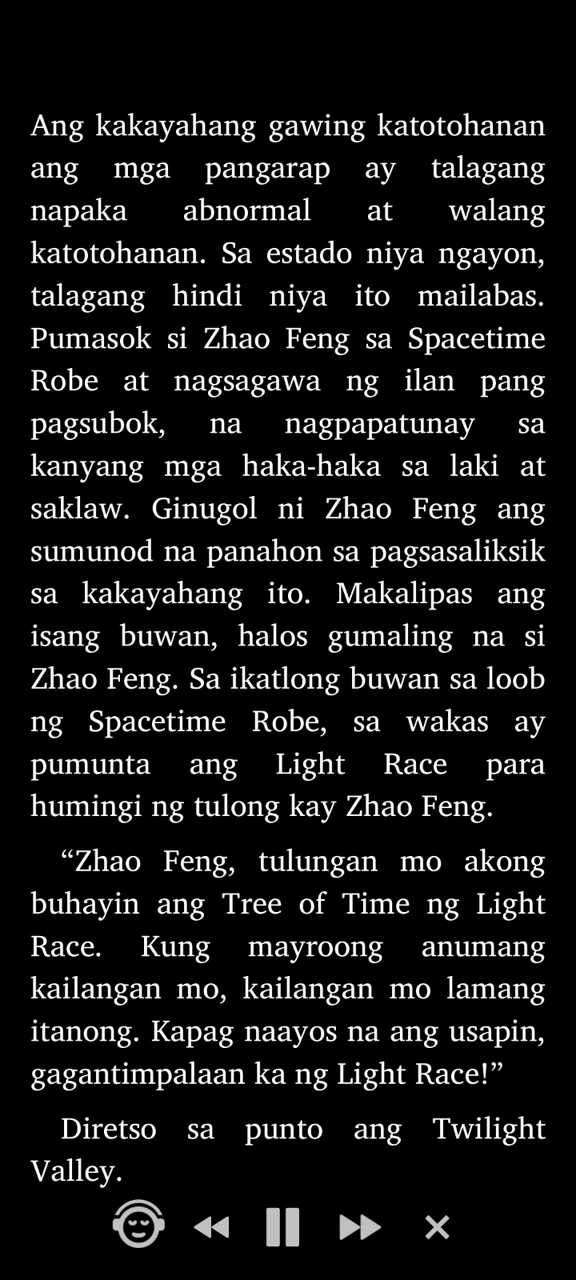 Ang kakayahang gawing katotohanan
ang mga pangarap ay talagang
napaka abnormal at walang
katotohanan. Sa estado niya ngayon,
talagang hindi niya ito mailabas.
Pumasok si Zhao Feng sa Spacetime
Robe at nagsagawa ng ilan pang
pagsubok, na nagpapatunay sa
kanyang mga haka-haka sa laki at
saklaw. Ginugol ni Zhao Feng ang
sumunod na panahon sa pagsasaliksik
sa kakayahang ito. Makalipas ang
isang buwan, halos gumaling na si
Zhao Feng. Sa ikatlong buwan sa loob
ng Spacetime Robe, sa wakas ay
pumunta ang Light Race para
humingi ng tulong kay Zhao Feng.
“Zhao Feng, tulungan mo akong
buhayin ang Tree of Time ng Light
Race. Kung mayroong anumang
kailangan mo, kailangan mo lamang
itanong. Kapag naayos na ang usapin,
gagantimpalaan ka ng Light Race!”
Diretso sa punto ang Twilight
Valley.